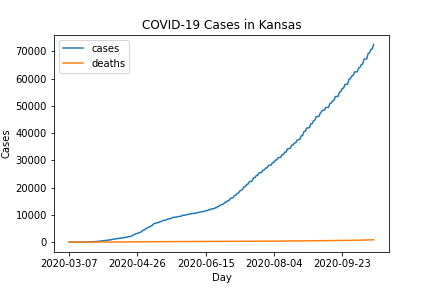 COVID-19 Cases in Kansas
cases
deaths
70000
60000
50000
40000
30000
20000
10000
0
Cases
2020-03-07 2020-04-26 2020-06-15 2020-08-04 2020-09-23
Day